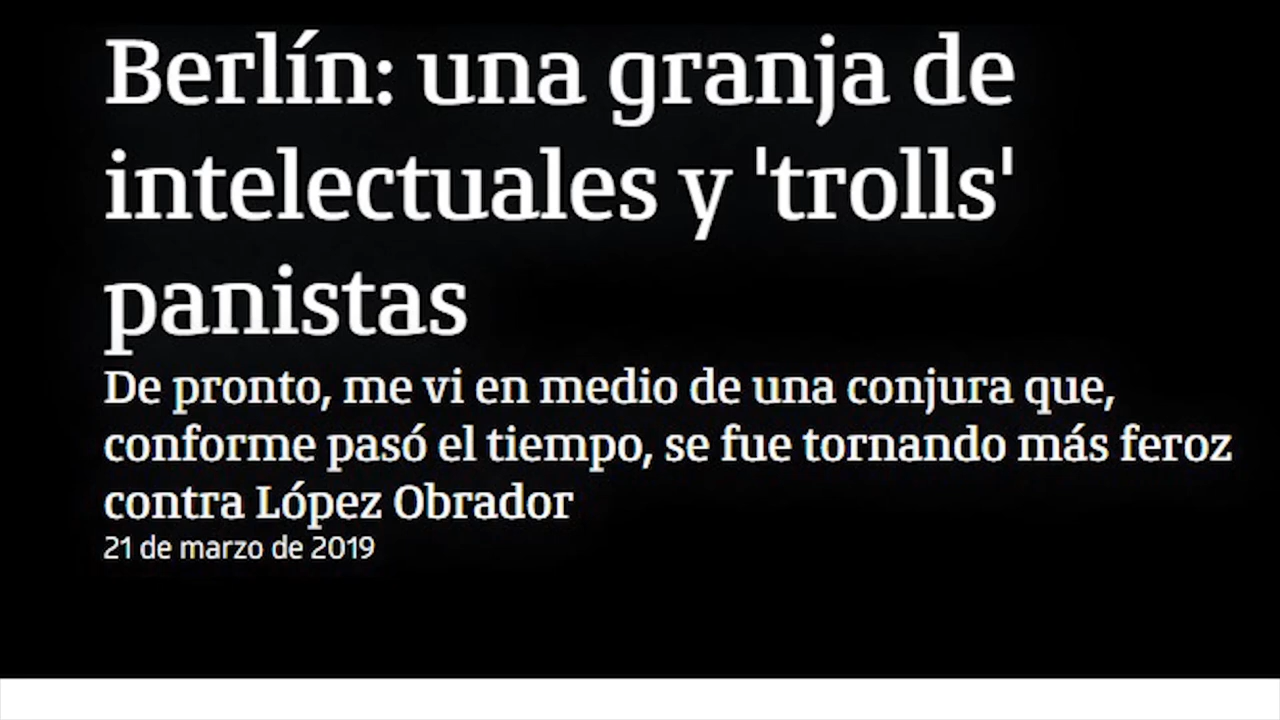 Berlín: una granja de
intelectuales y 'trolls'
panistas
De pronto, me vi en medio de una conjura que,
conforme pasó el tiempo, se fue tornando más feroz
contra López Obrador
21 de marzo de 2019